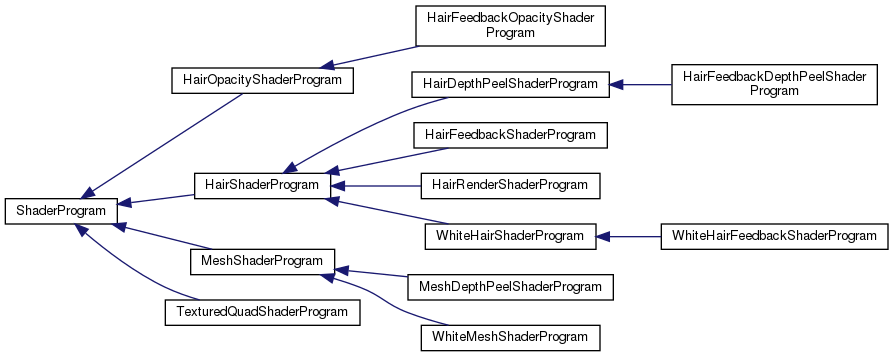 HairFeedbackOpacityShader
Program
HairOpacityShaderProgram
HairDepthPeelShaderProgram
HairFeedbackDepthPeelShader
Program
HairFeedbackShaderProgram
HairShaderProgram
HairRenderShaderProgram
ShaderProgram
WhiteHairShaderProgram
WhiteHairFeedbackShaderProgram
MeshShaderProgram
MeshDepthPeelShaderProgram
TexturedQuadShaderProgram
WhiteMeshShaderProgram